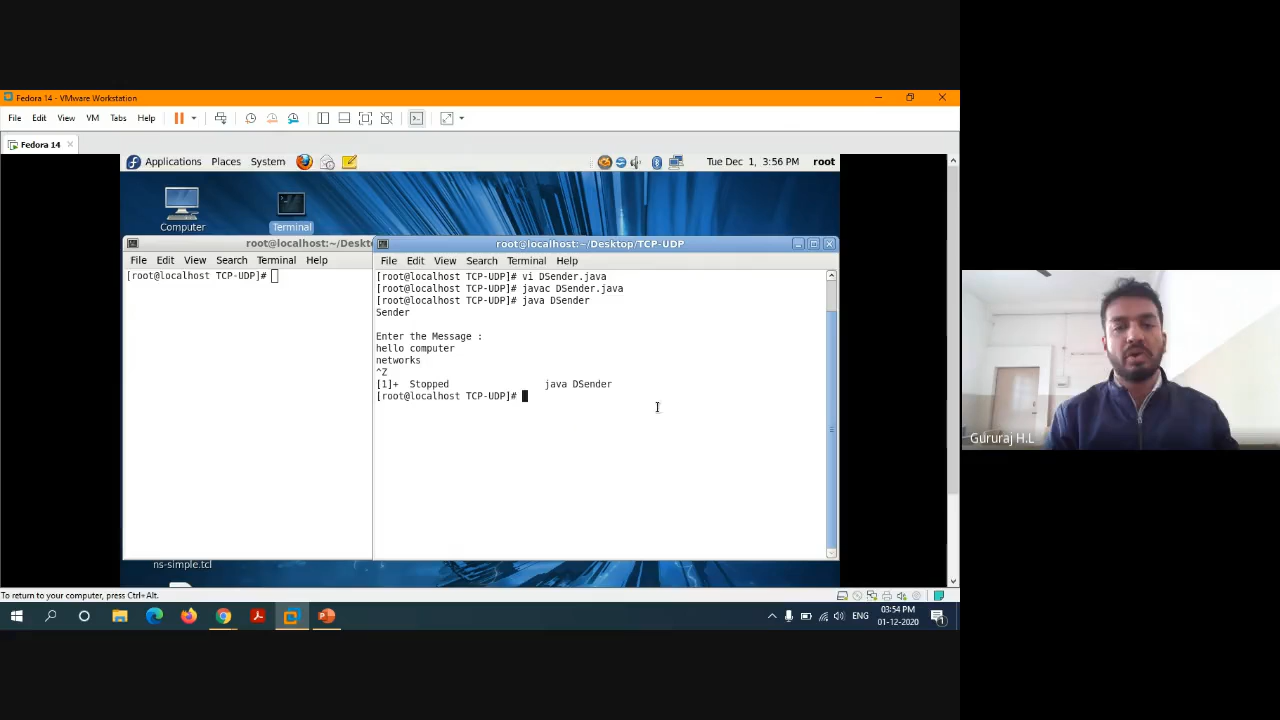 Fedora 14 - VMware Workstation
File Edit View VM Tabs Help
Fedora 14
Applications Places System
Tue Dec 1, 3:56 PM root
Computer
Terminal
root@localhost:~/Deskto
File Edit View Search Terminal Help
[root@localhost TCP-UDP]#
root@localhost:~/Desktop/TCP-UDP
File Edit View Search Terminal Help
[root@localhost TCP-UDP]# vi DSender.java
[root@localhost TCP-UDP]# javac DSender.java
[root@localhost TCP-UDP]# java DSender
Sender
Enter the Message :
hello computer
networks
^Z
[1]+ Stopped java DSender
[root@localhost TCP-UDP]#
Gururaj H.L
ns-simple.tcl
To return to your computer, press Ctrl+Alt.
ENG
03:54 PM
01-12-2020
1